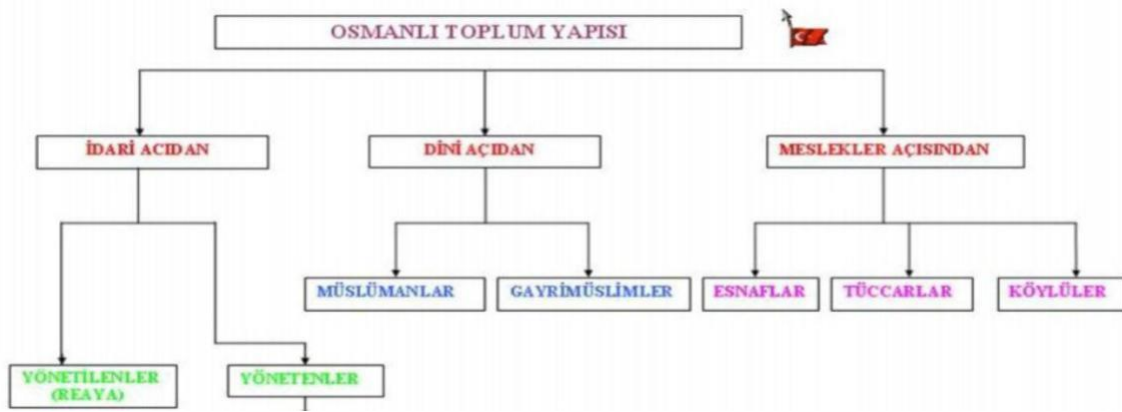 OSMANLI TOPLUM YAPISI
İDARİ ACIDAN
DİNİ AÇIDAN
MESLEKLER AÇISINDAN
MÜSLÜMANLAR
GAYRİMÜSLİMLER
ESNAFLAR
TÜCCARLAR
KÖYLÜLER
YÖNETİLENLER
(REAYA)
YÖNETENLER